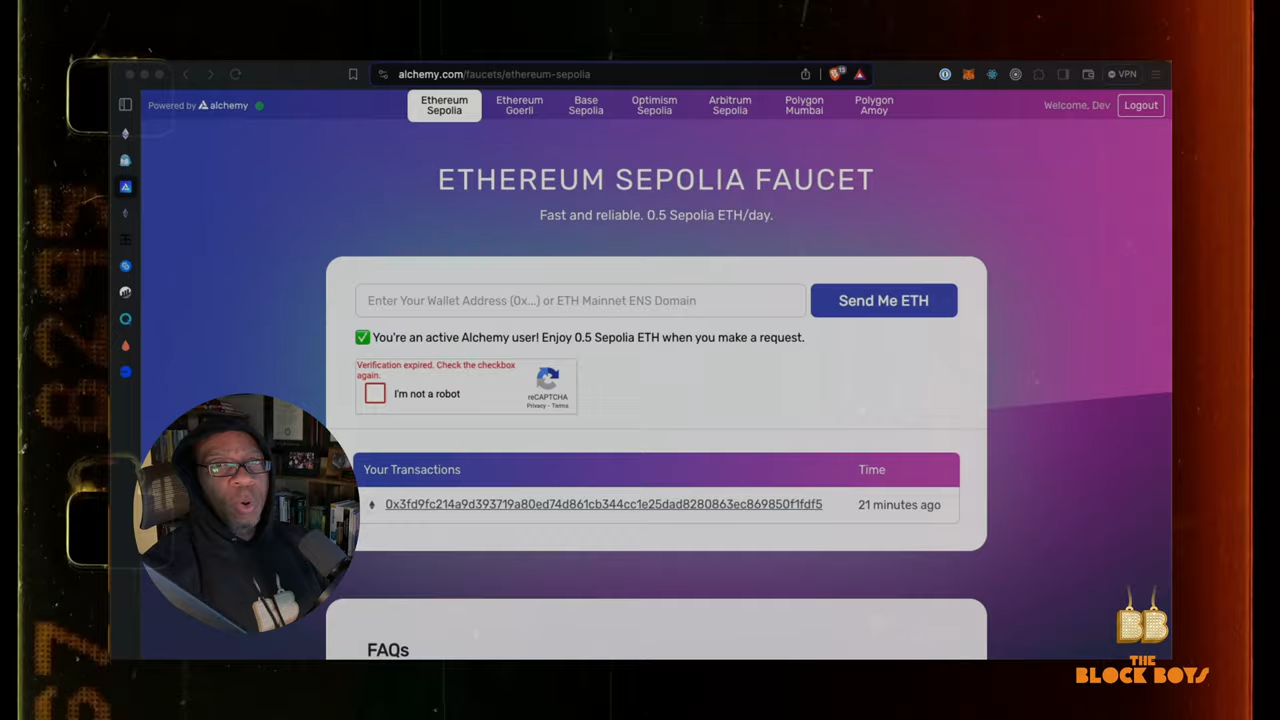 alchemy.com/faucets/ethereum-sepolia
13
VPN
Powered by alchemy
Ethereum Sepolia
Ethereum Goerli
Base Sepolia
Optimism Sepolia
Arbitrum Sepolia
Polygon Mumbai
Polygon Amoy
Welcome, Dev
Logout
ETHEREUM SEPOLIA FAUCET
Fast and reliable. 0.5 Sepolia ETH/day.
Enter Your Wallet Address (0x...) or ETH Mainnet ENS Domain
Send Me ETH
✅ You're an active Alchemy user! Enjoy 0.5 Sepolia ETH when you make a request.
Verification expired. Check the checkbox
again.
I'm not a robot
reCAPTCHA
Privacy - Terms
Your Transactions
Time
0x3fd9fc214a9d393719a80ed74d861cb344cc1e25dad8280863ec869850f1fdf5
21 minutes ago
FAQs
BB
THE
BLOCK BOYS